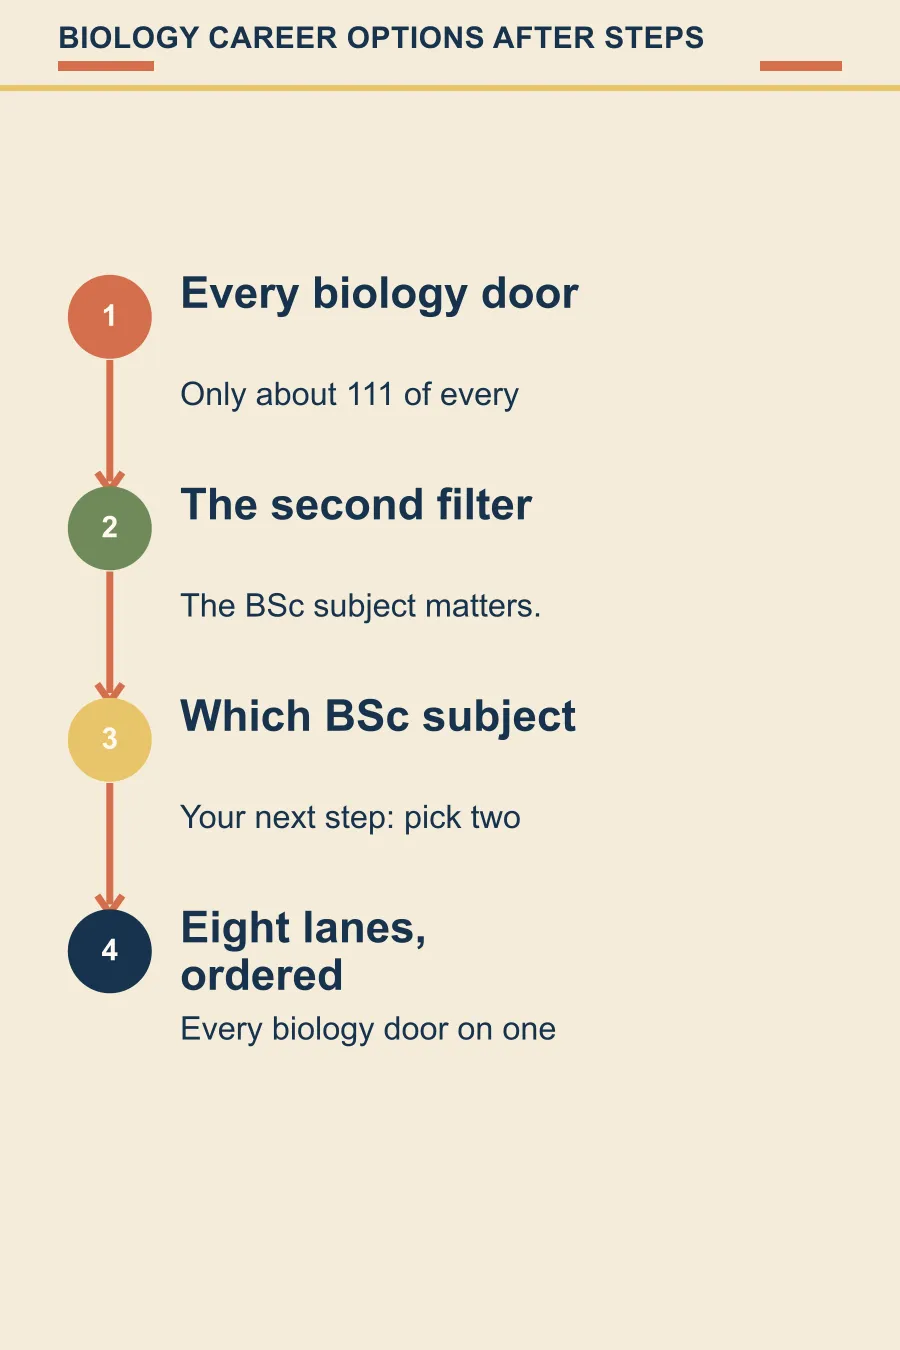 BIOLOGY CAREER OPTIONS AFTER STEPS
1
Every biology door
Only about 111 of every
2
The second filter
The BSc subject matters.
3
Which BSc subject
Your next step: pick two
4
Eight lanes,
ordered
Every biology door on one